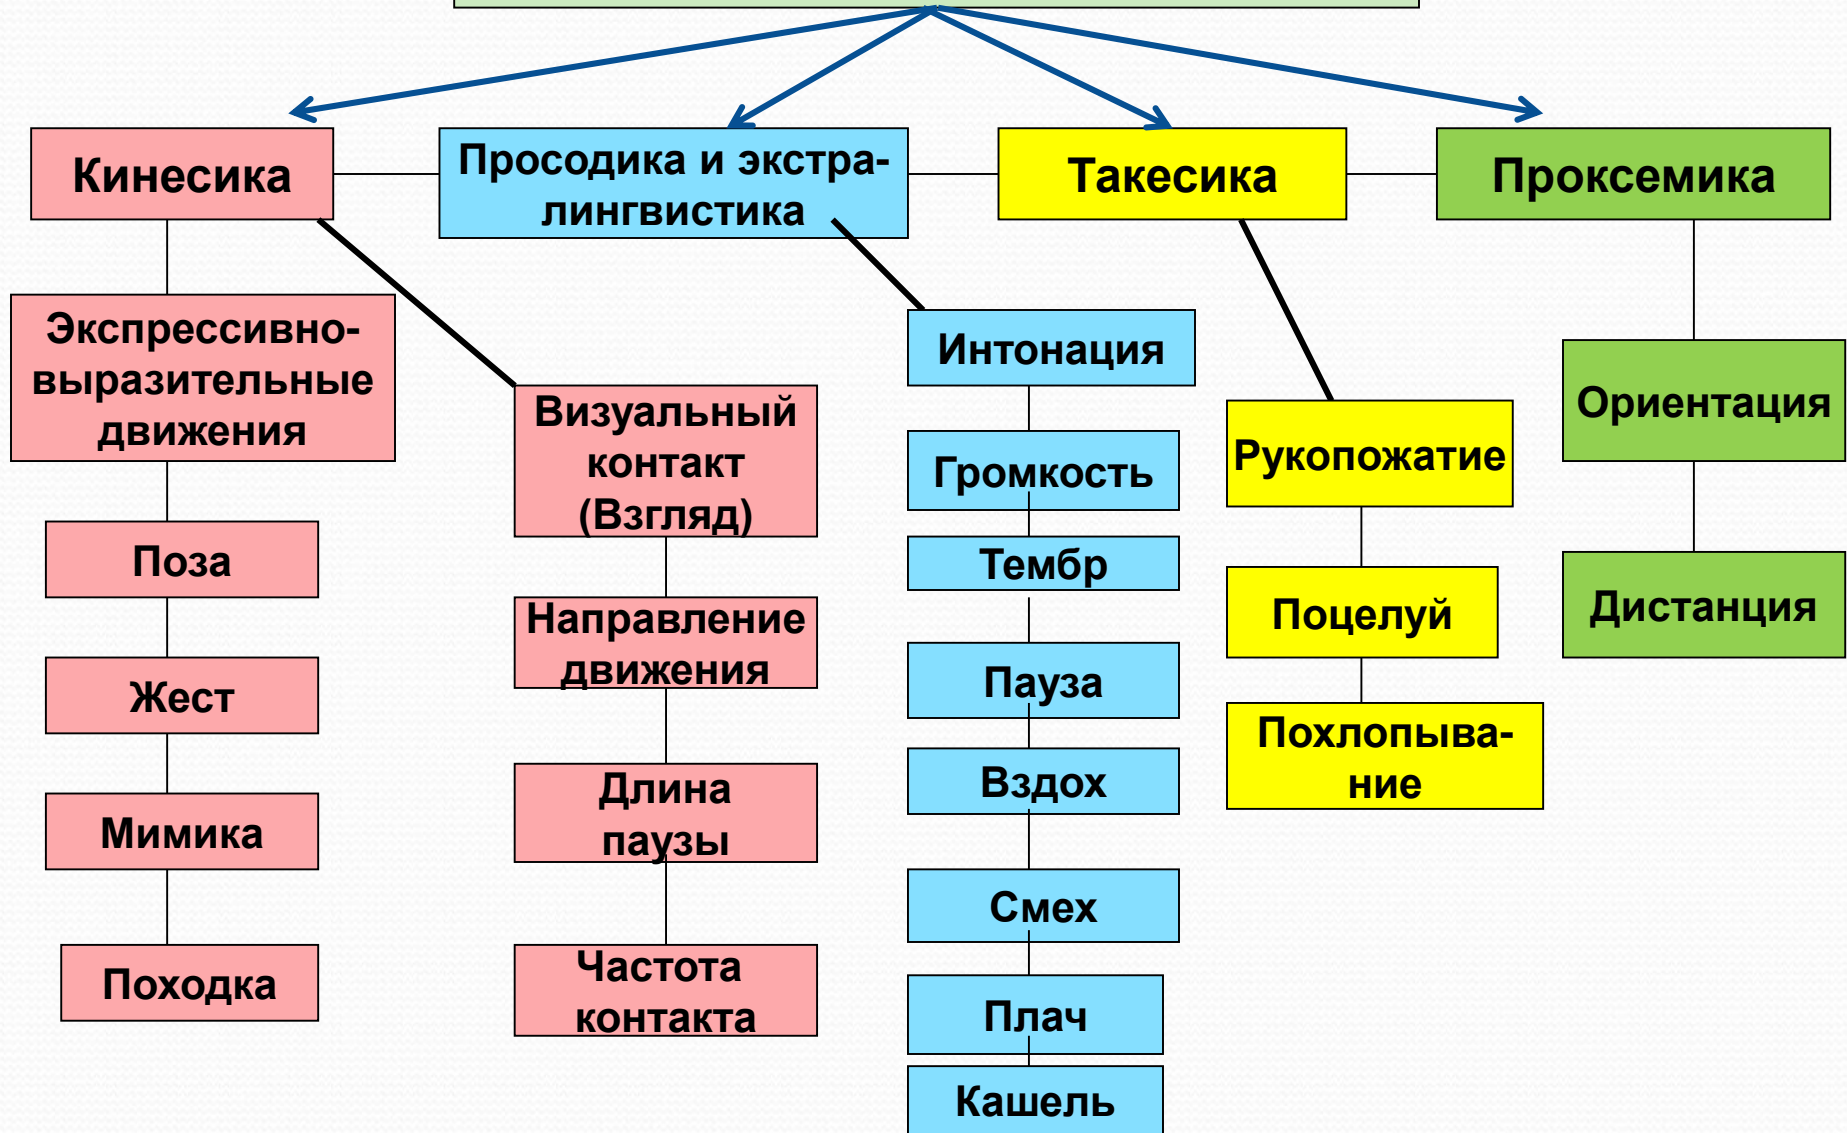 Кинесика
Просодика и экстра-
лингвистика
Такесика
Проксемика
Экспрессивно-
выразительные
движения
Поза
Жест
Мимика
Походка
Визуальный
контакт
(Взгляд)
Направление
движения
Длина
паузы
Частота
контакта
Интонация
Громкость
Тембр
Пауза
Вздох
Смех
Плач
Кашель
Рукопожатие
Поцелуй
Похлопыва-
ние
Ориентация
Дистанция